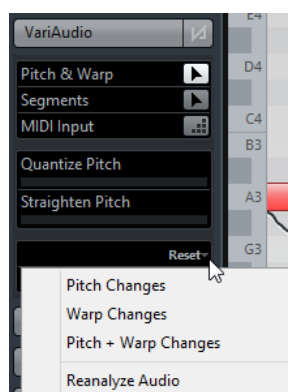 VariAudio
Pitch & Warp
Segments
MIDI Input
Quantize Pitch
Straighten Pitch
Reset
Pitch Changes
Warp Changes
Pitch + Warp Changes
Reanalyze Audio
E4
D4
C4
B3
A3
G3